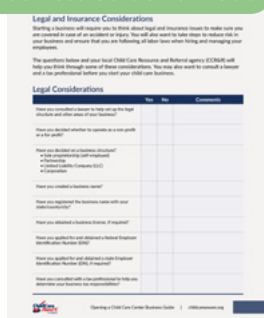 Legal and Insurance Considerations
Starting a business will require you to think about legal and insurance issues to make sure you
are covered in case of an accident or injury. You will also want to take steps to reduce risk in
your business and ensure that you are following all labor laws when hiring and managing your
employees.
The questions below and your local Child Care Resource and Referral agency (CCR&R) will
help you think through some of these considerations. You may also want to consult a lawyer
and a tax professional before you start your child care business.
Legal Considerations
Yes No Comments
Have you consulted a lawyer to help set up the legal
structure and other areas of your business?
Have you decided whether to operate as a non-profit
or a for-profit?
Have you decided on a business structure?
• Sole proprietorship (self-employed)
• Partnership
• Limited Liability Company (LLC)
• Corporation
Have you created a business name?
Have you registered the business name with your
state/county/city?
Have you obtained a business license, if required?
Have you applied for and obtained a federal Employer
Identification Number (EIN)?
Have you applied for and obtained a state Employer
Identification Number (EIN), if required?
Have you consulted with a tax professional to help you
determine your business tax responsibilities?
Child Care Aware
Opening a Child Care Center Business Guide | childcareaware.org